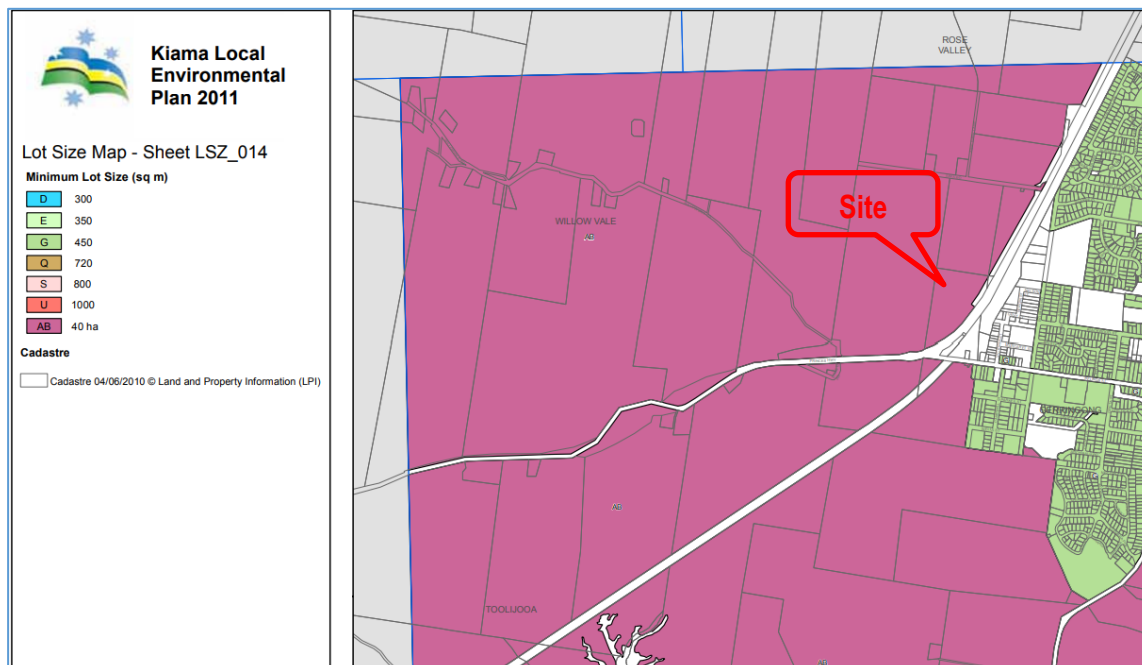 Kiama Local
Environmental
Plan 2011
Lot Size Map - Sheet LSZ_014
Minimum Lot Size (sq m)
D 300
E 350
G 450
Q 720
S 800
U 1000
AB 40 ha
Cadastre
Cadastre 04/06/2010 © Land and Property Information (LPI)
ROSE
VALLEY
Site
WILLOW VALE
AB
GERRINGONG
AB
TOOLIJOOA
AB